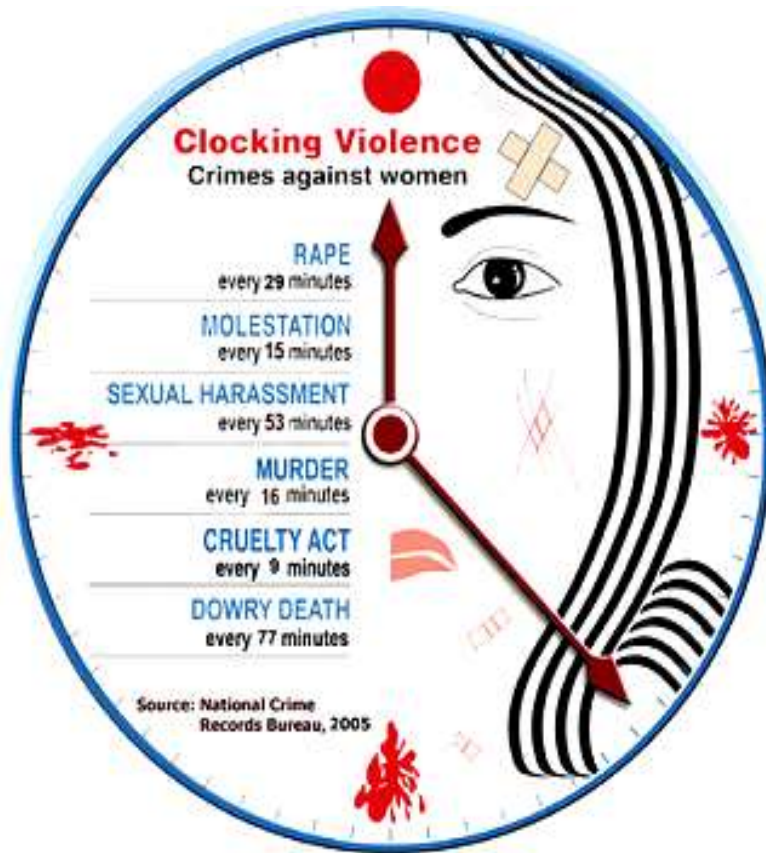 Clocking Violence
Crimes against women
RAPE
every 29 minutes
MOLESTATION
every 15 minutes
SEXUAL HARASSMENT
every 53 minutes
MURDER
every 16 minutes
CRUELTY ACT
every 9 minutes
DOWRY DEATH
every 77 minutes
Source: National Crime
Records Bureau, 2005